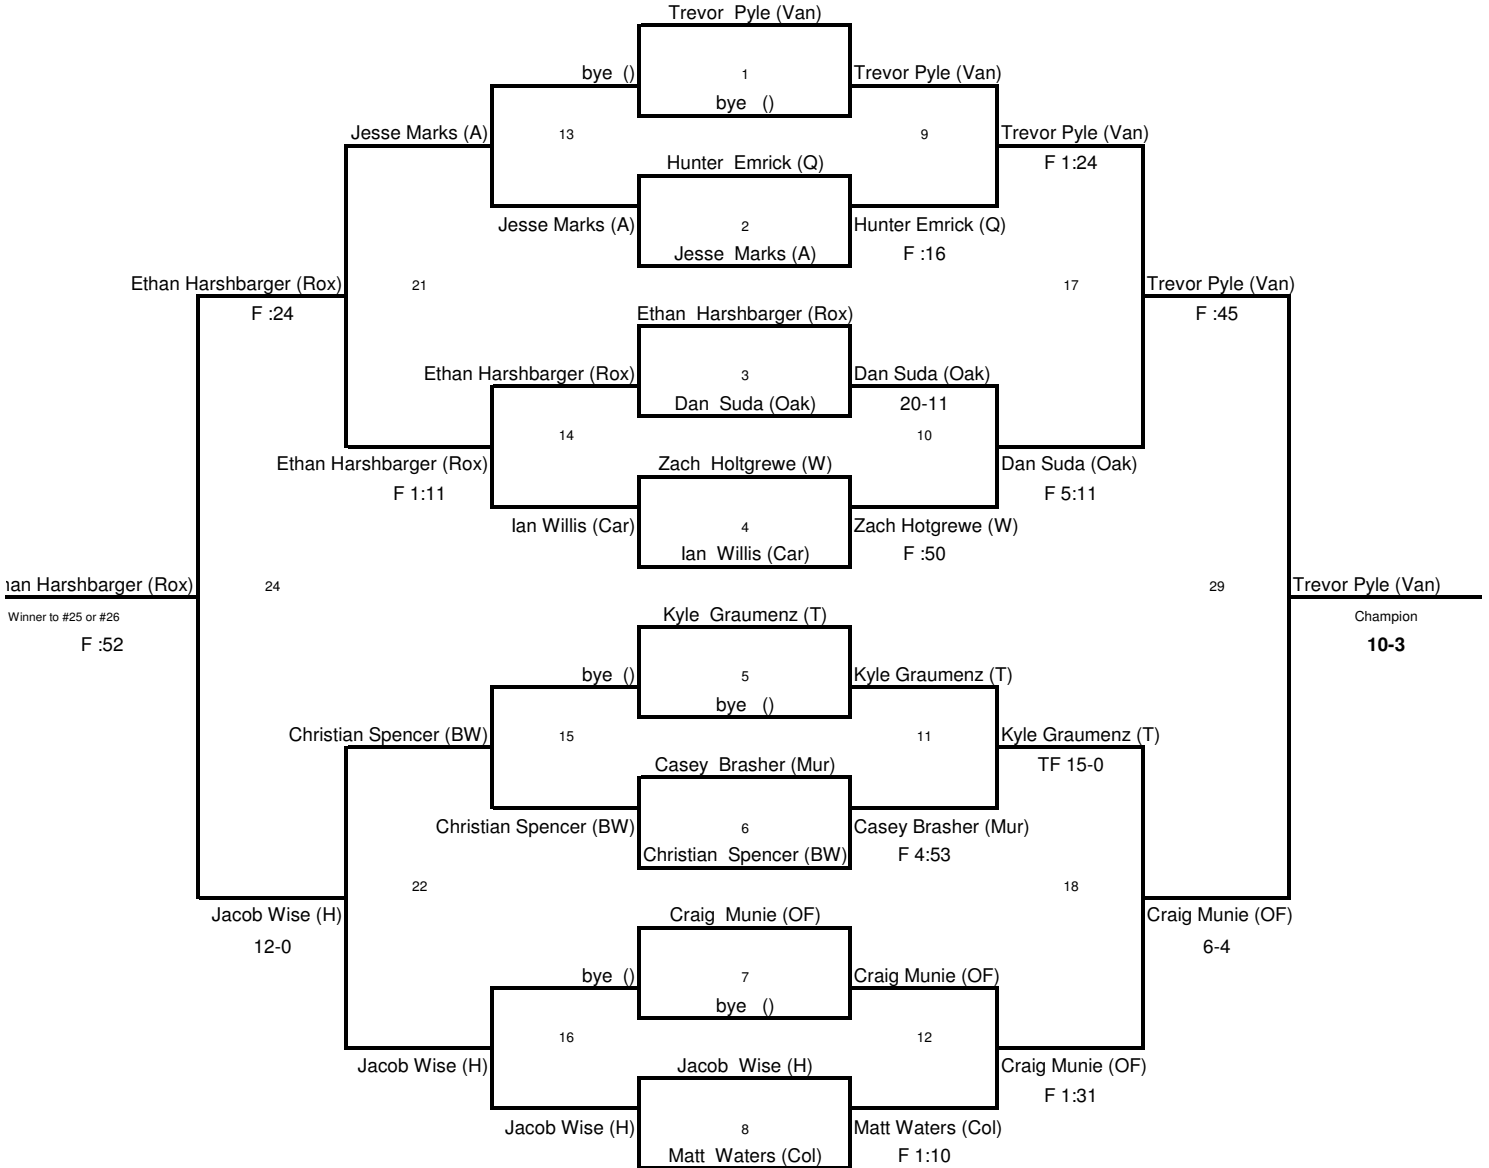 Trevor Pyle (Van)
bye ()
1
Trevor Pyle (Van)
bye ()
Jesse Marks (A)
13
9
Trevor Pyle (Van)
Hunter Emrick (Q)
F 1:24
Jesse Marks (A)
2
Hunter Emrick (Q)
Jesse Marks (A)
F :16
Ethan Harshbarger (Rox)
21
17
Trevor Pyle (Van)
F :24
Ethan Harshbarger (Rox)
F :45
Ethan Harshbarger (Rox)
3
Dan Suda (Oak)
Dan Suda (Oak)
20-11
14
10
Ethan Harshbarger (Rox)
Zach Holtgrewe (W)
Dan Suda (Oak)
F 1:11
F 5:11
Ian Willis (Car)
4
Zach Hotgrewe (W)
Ian Willis (Car)
F :50
han Harshbarger (Rox)
24
29
Trevor Pyle (Van)
Winner to #25 or #26
Kyle Graumenz (T)
Champion
F :52
10-3
bye ()
5
Kyle Graumenz (T)
bye ()
Christian Spencer (BW)
15
11
Kyle Graumenz (T)
Casey Brasher (Mur)
TF 15-0
Christian Spencer (BW)
6
Casey Brasher (Mur)
Christian Spencer (BW)
F 4:53
22
18
Jacob Wise (H)
Craig Munie (OF)
Craig Munie (OF)
12-0
6-4
bye ()
7
Craig Munie (OF)
bye ()
16
12
Jacob Wise (H)
Jacob Wise (H)
Craig Munie (OF)
F 1:31
Jacob Wise (H)
8
Matt Waters (Col)
Matt Waters (Col)
F 1:10